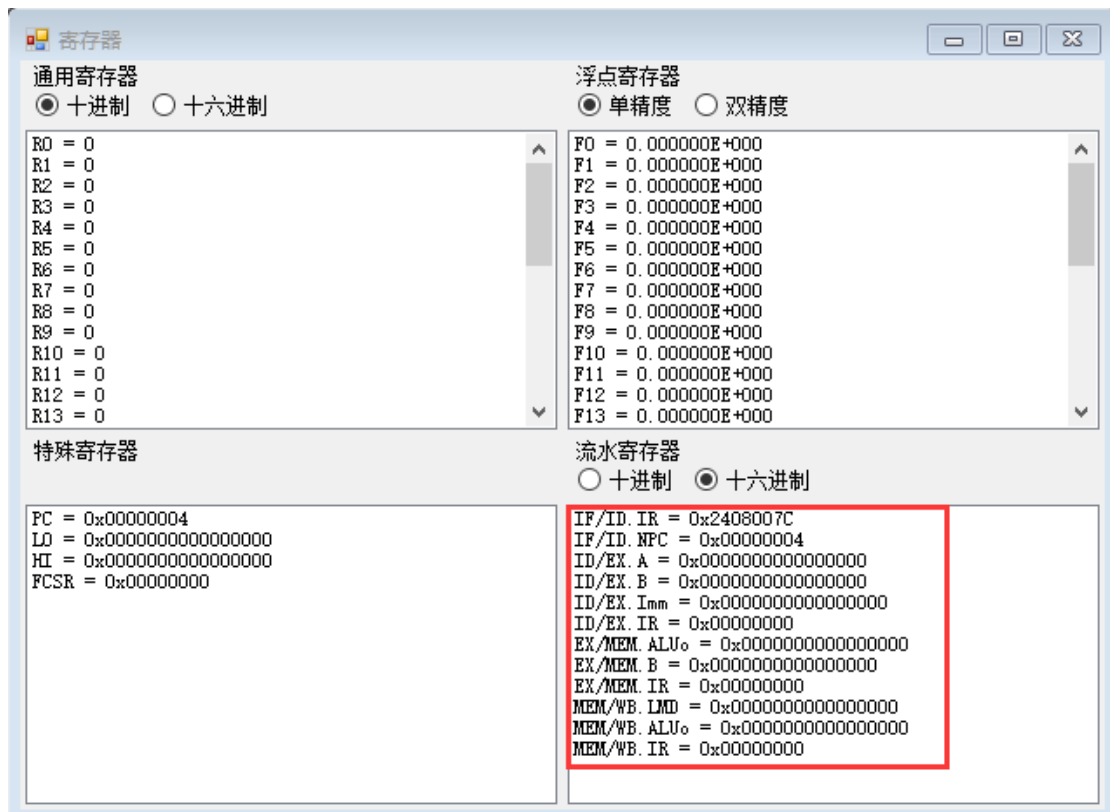 寄存器
通用寄存器
十进制 十六进制
R0 = 0
R1 = 0
R2 = 0
R3 = 0
R4 = 0
R5 = 0
R6 = 0
R7 = 0
R8 = 0
R9 = 0
R10 = 0
R11 = 0
R12 = 0
R13 = 0
浮点寄存器
单精度 双精度
F0 = 0.000000E+000
F1 = 0.000000E+000
F2 = 0.000000E+000
F3 = 0.000000E+000
F4 = 0.000000E+000
F5 = 0.000000E+000
F6 = 0.000000E+000
F7 = 0.000000E+000
F8 = 0.000000E+000
F9 = 0.000000E+000
F10 = 0.000000E+000
F11 = 0.000000E+000
F12 = 0.000000E+000
F13 = 0.000000E+000
特殊寄存器
PC = 0x00000004
LO = 0x0000000000000000
HI = 0x0000000000000000
FCSR = 0x00000000
流水寄存器
十进制 十六进制
IF/ID.IR = 0x2408007C
IF/ID.NPC = 0x00000004
ID/EX.A = 0x0000000000000000
ID/EX.B = 0x0000000000000000
ID/EX.Imm = 0x0000000000000000
ID/EX.IR = 0x00000000
EX/MEM.ALUo = 0x0000000000000000
EX/MEM.B = 0x0000000000000000
EX/MEM.IR = 0x00000000
MEM/WB.LMD = 0x0000000000000000
MEM/WB.ALUo = 0x0000000000000000
MEM/WB.IR = 0x00000000